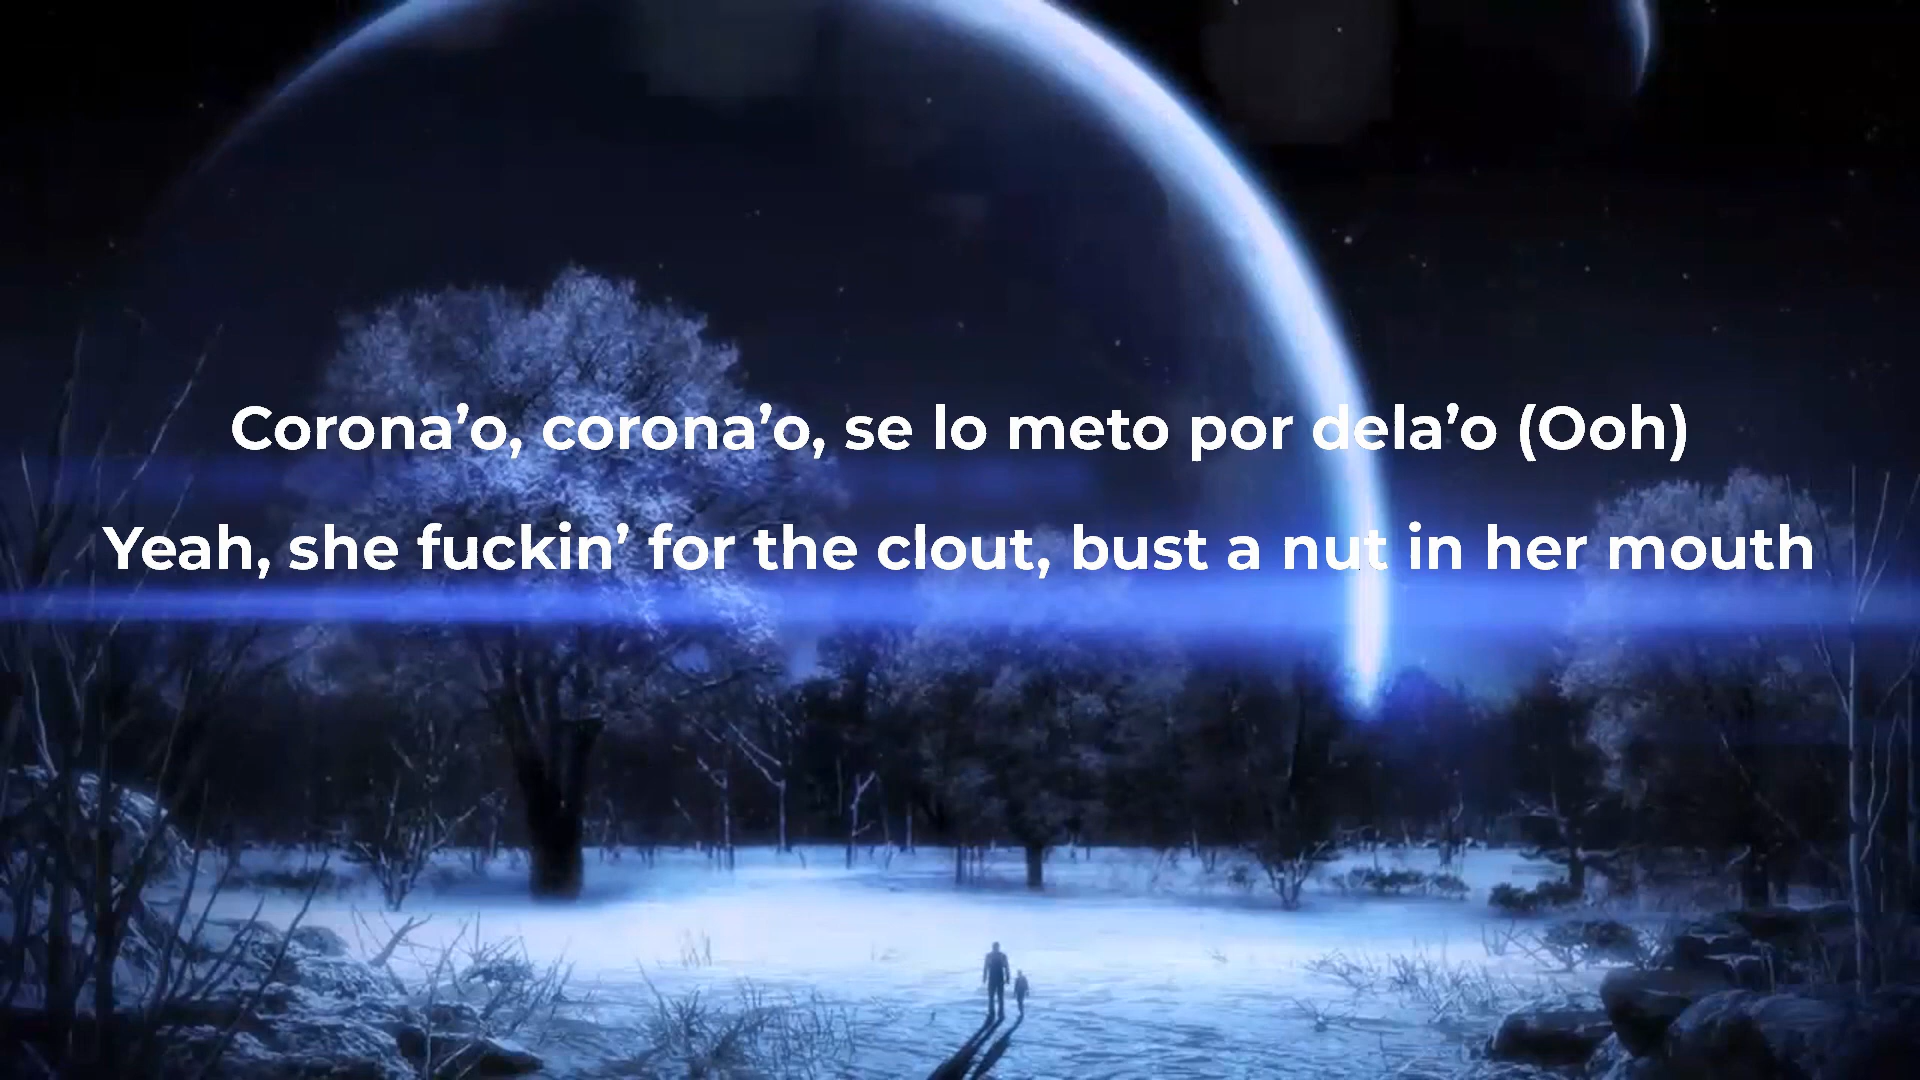 Corona’o, corona’o, se lo meto por dela’o (Ooh)
Yeah, she fuckin’ for the clout, bust a nut in her mouth